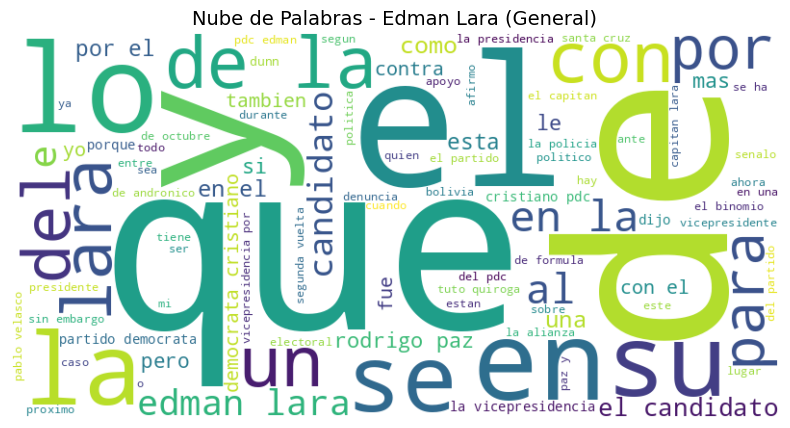 Nube de Palabras - Edman Lara (General)
lo
por el
pdc edman
segun
dunn
de la
como
la presidencia
santa cruz
con
por
contra
apoyo
afirmo
el capitan
mas
se ha
ya
tambien
durante
politica
y
el
de
capitan lara
ante
senalo
e
yo
porque
de octubre
todo
entre
sea
si
candidato
quien
esta
el partido
le
la policia
politico
hay
ahora
en una
del
lara
de andronico
en el
denuncia
cuando
bolivia
cristiano pdc
en la
dijo
el binomio
vicepresidente
que
tiene
ser
mi
democrata cristiano
vicepresidencia por
segunda vuelta
fue
del pdc
tuto quiroga
estan
de formula
al
sobre
con el
este
para
del partido
presidente
sin embargo
pablo velasco
partido democrata
electoral
rodrigo paz
la alianza
una
la
caso
pero
o
un
se
en
paz y
su
lugar
proximo
edman lara
la vicepresidencia
el candidato